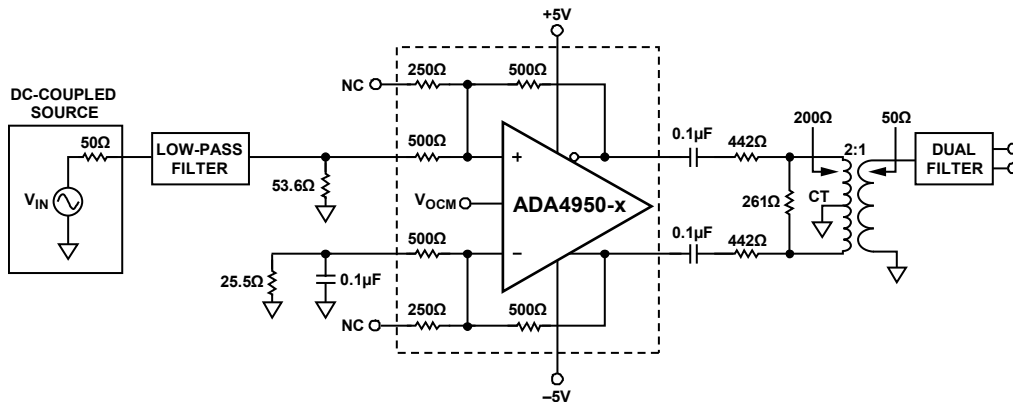 +5V
250Ω
500Ω
NC
DC-COUPLED
SOURCE
50Ω
LOW-PASS
FILTER
500Ω
0.1µF
442Ω
200Ω
50Ω
2:1
DUAL
FILTER
+
53.6Ω
VIN
VOCM
ADA4950-x
261Ω
CT
500Ω
−
0.1µF
442Ω
25.5Ω
0.1µF
250Ω
500Ω
NC
–5V